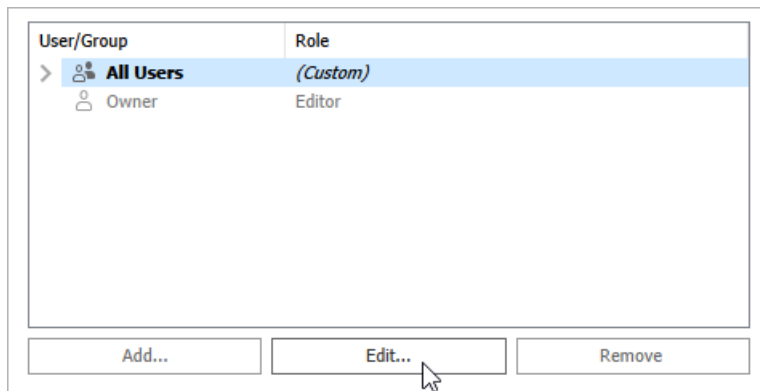 User/Group Role
All Users (Custom)
Owner Editor
Add... Edit... Remove